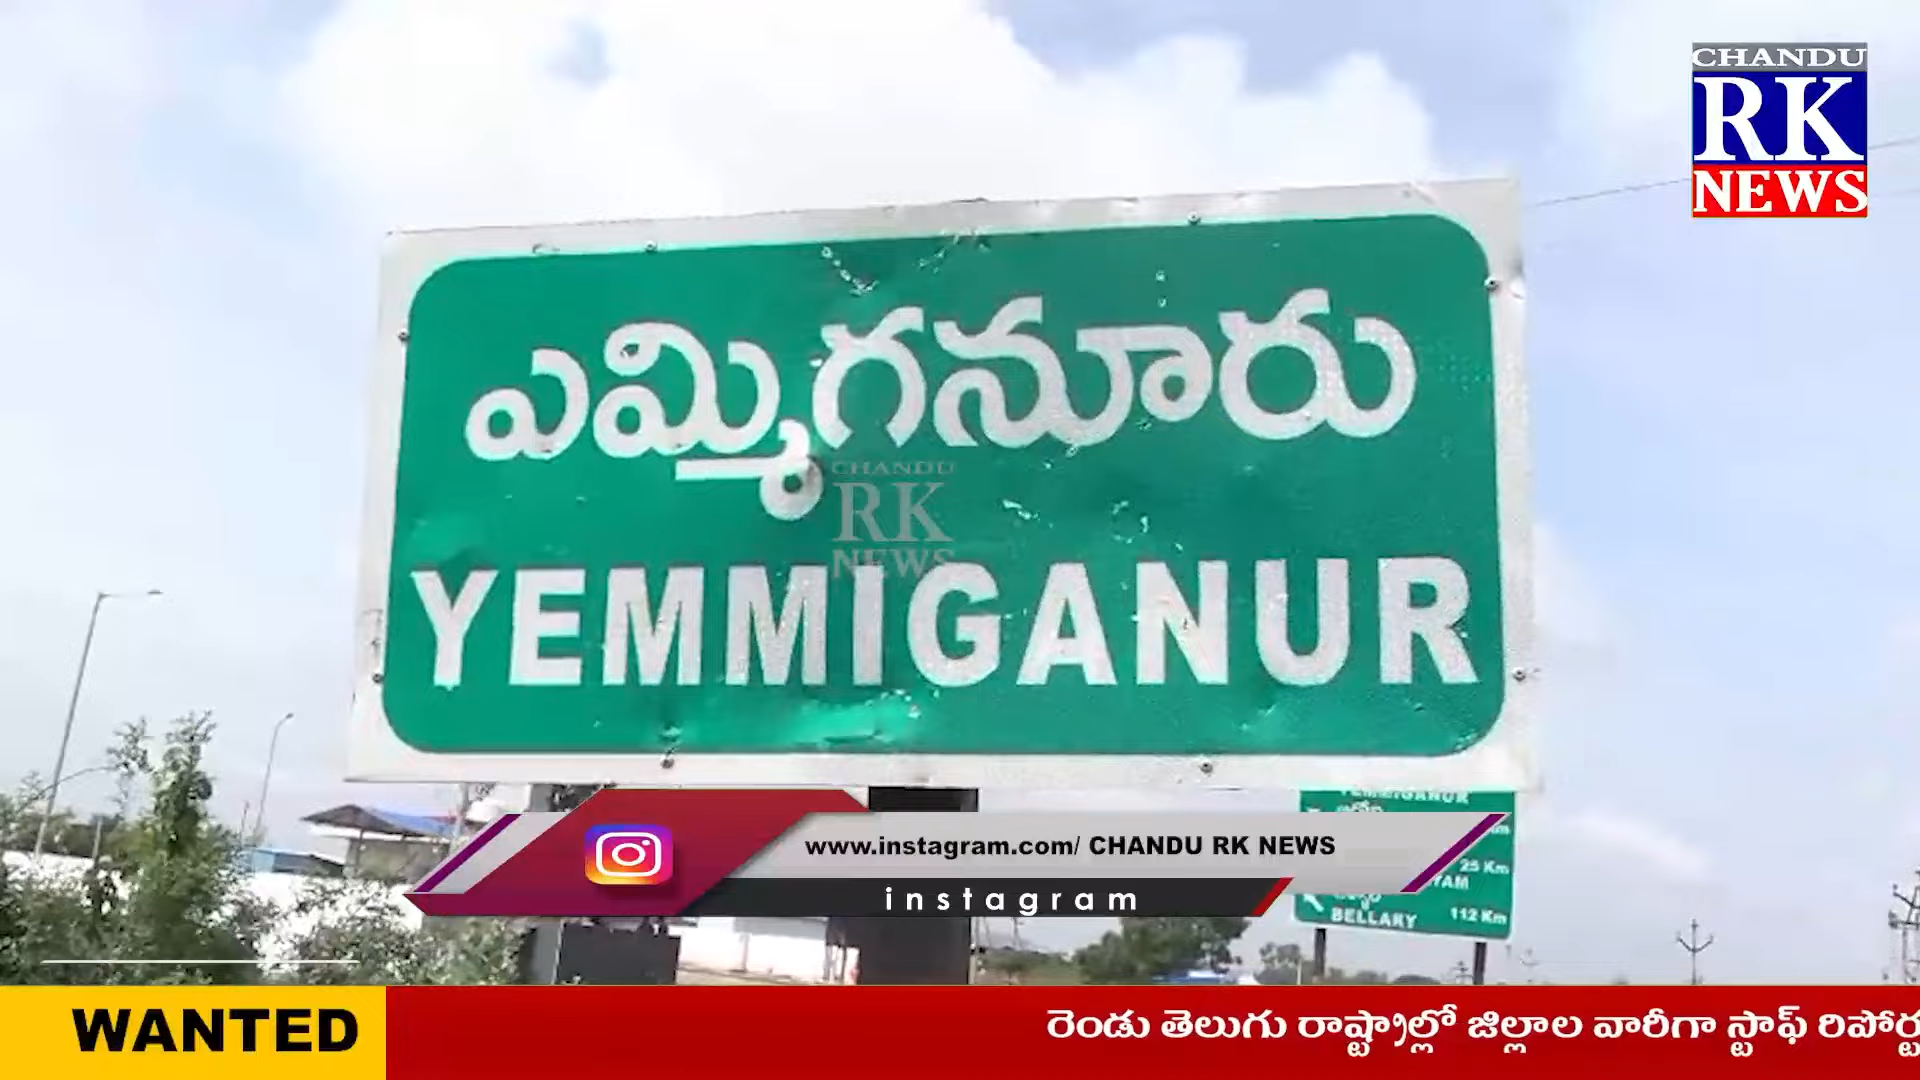 CHANDU
RK
NEWS
ఎమ్మిగనూరు
CHANDU
RK
NEWS
YEMMIGANUR
YEMMIGANUR
25 Km
BELLARY 112 Km
www.instagram.com/ CHANDU RK NEWS
instagram
WANTED
రెండు తెలుగు రాష్ట్రాల్లో జిల్లాల వారీగా స్టాఫ్